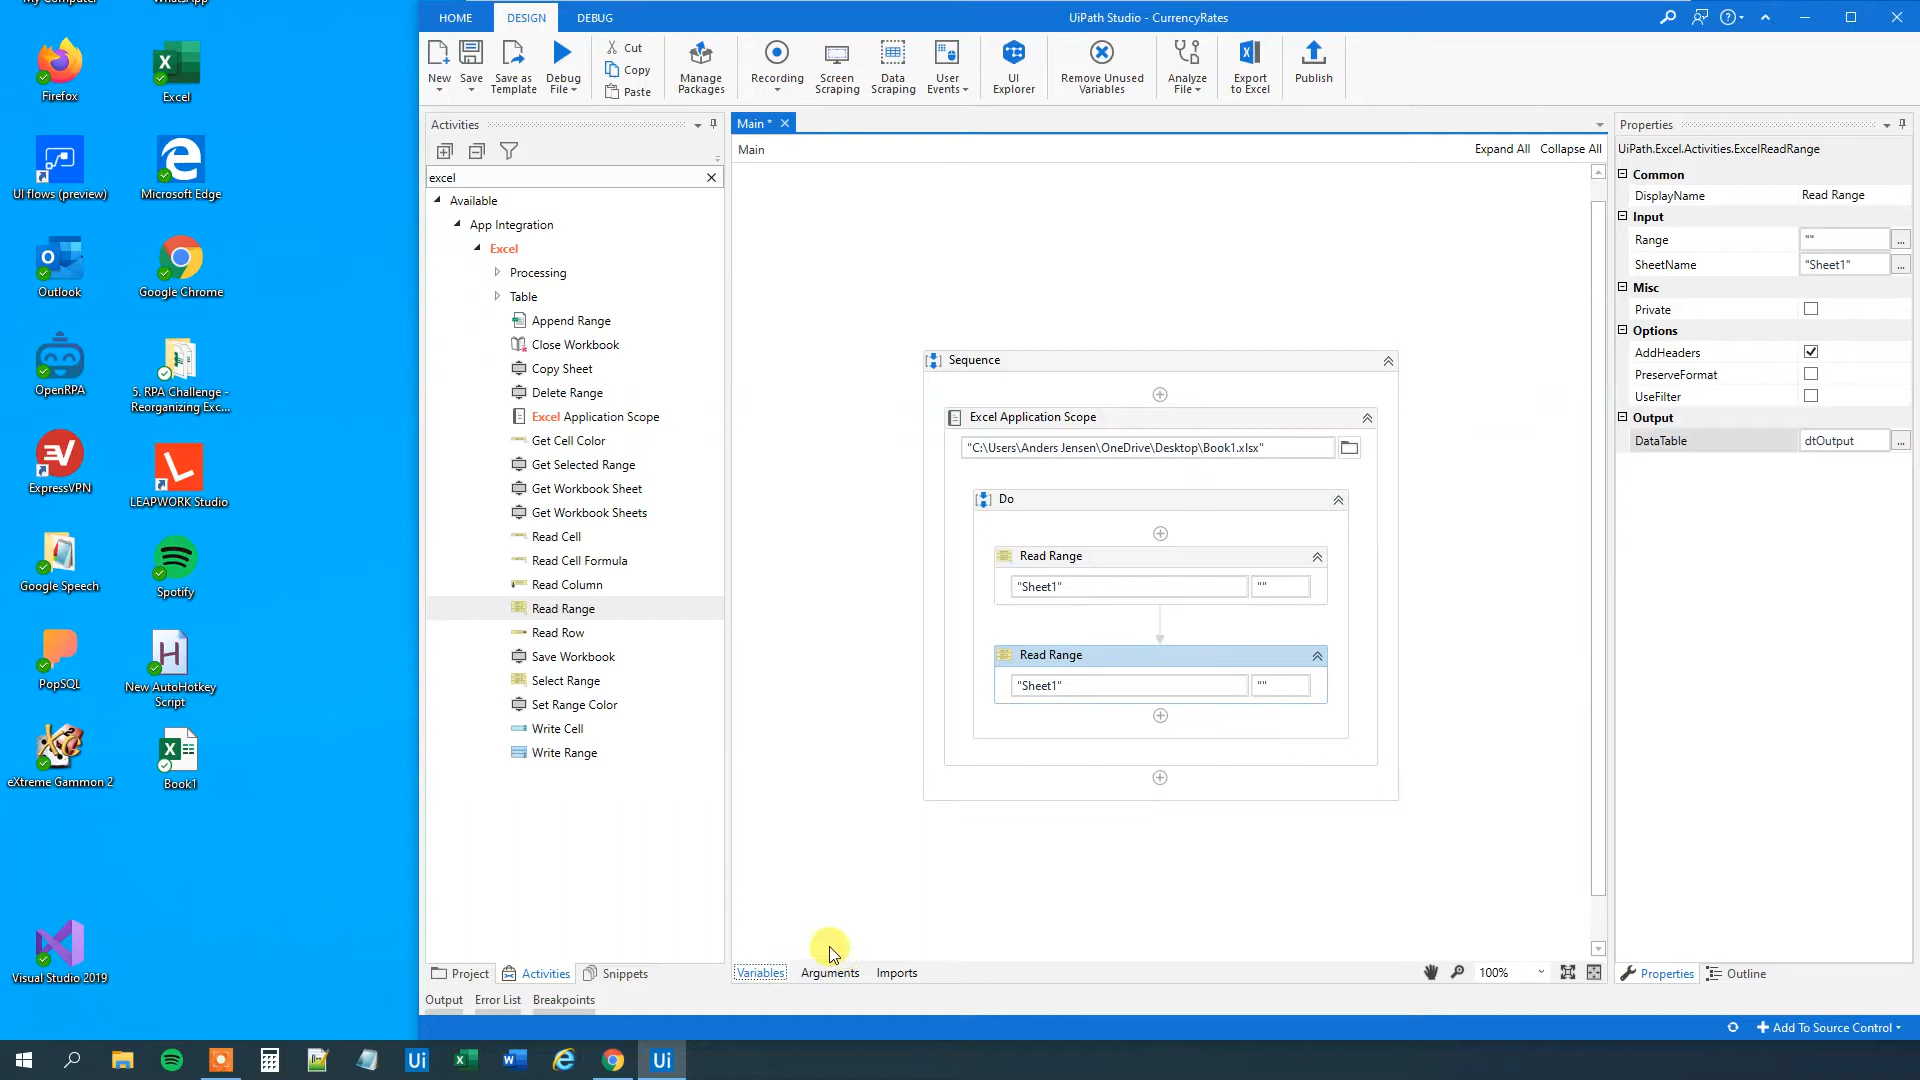 My Computer
WhatsApp
Firefox
Excel
UI flows (preview)
Microsoft Edge
Outlook
Google Chrome
OpenRPA
5. RPA Challenge -
Reorganizing Exc...
ExpressVPN
LEAPWORK Studio
Google Speech
Spotify
PopSQL
New AutoHotkey
Script
eXtreme Gammon 2
Book1
Visual Studio 2019
HOME
DESIGN
DEBUG
UiPath Studio - CurrencyRates
New
Save
Save as
Template
Debug
File
Cut
Copy
Paste
Manage
Packages
Recording
Screen
Scraping
Data
Scraping
User
Events
UI
Explorer
Remove Unused
Variables
Analyze
File
Export
to Excel
Publish
Activities
excel
Available
App Integration
Excel
Processing
Table
Append Range
Close Workbook
Copy Sheet
Delete Range
Excel Application Scope
Get Cell Color
Get Selected Range
Get Workbook Sheet
Get Workbook Sheets
Read Cell
Read Cell Formula
Read Column
Read Range
Read Row
Save Workbook
Select Range
Set Range Color
Write Cell
Write Range
Project
Activities
Snippets
Output
Error List
Breakpoints
Main *
Main
Expand All
Collapse All
Sequence
Excel Application Scope
"C:\Users\Anders Jensen\OneDrive\Desktop\Book1.xlsx"
Do
Read Range
"Sheet1"
""
Read Range
"Sheet1"
""
Variables
Arguments
Imports
100%
Properties
UiPath.Excel.Activities.ExcelReadRange
Common
DisplayName
Read Range
Input
Range
""
...
SheetName
"Sheet1"
...
Misc
Private
Options
AddHeaders
PreserveFormat
UseFilter
Output
DataTable
dtOutput
...
Properties
Outline
Add To Source Control
Ui
Ui